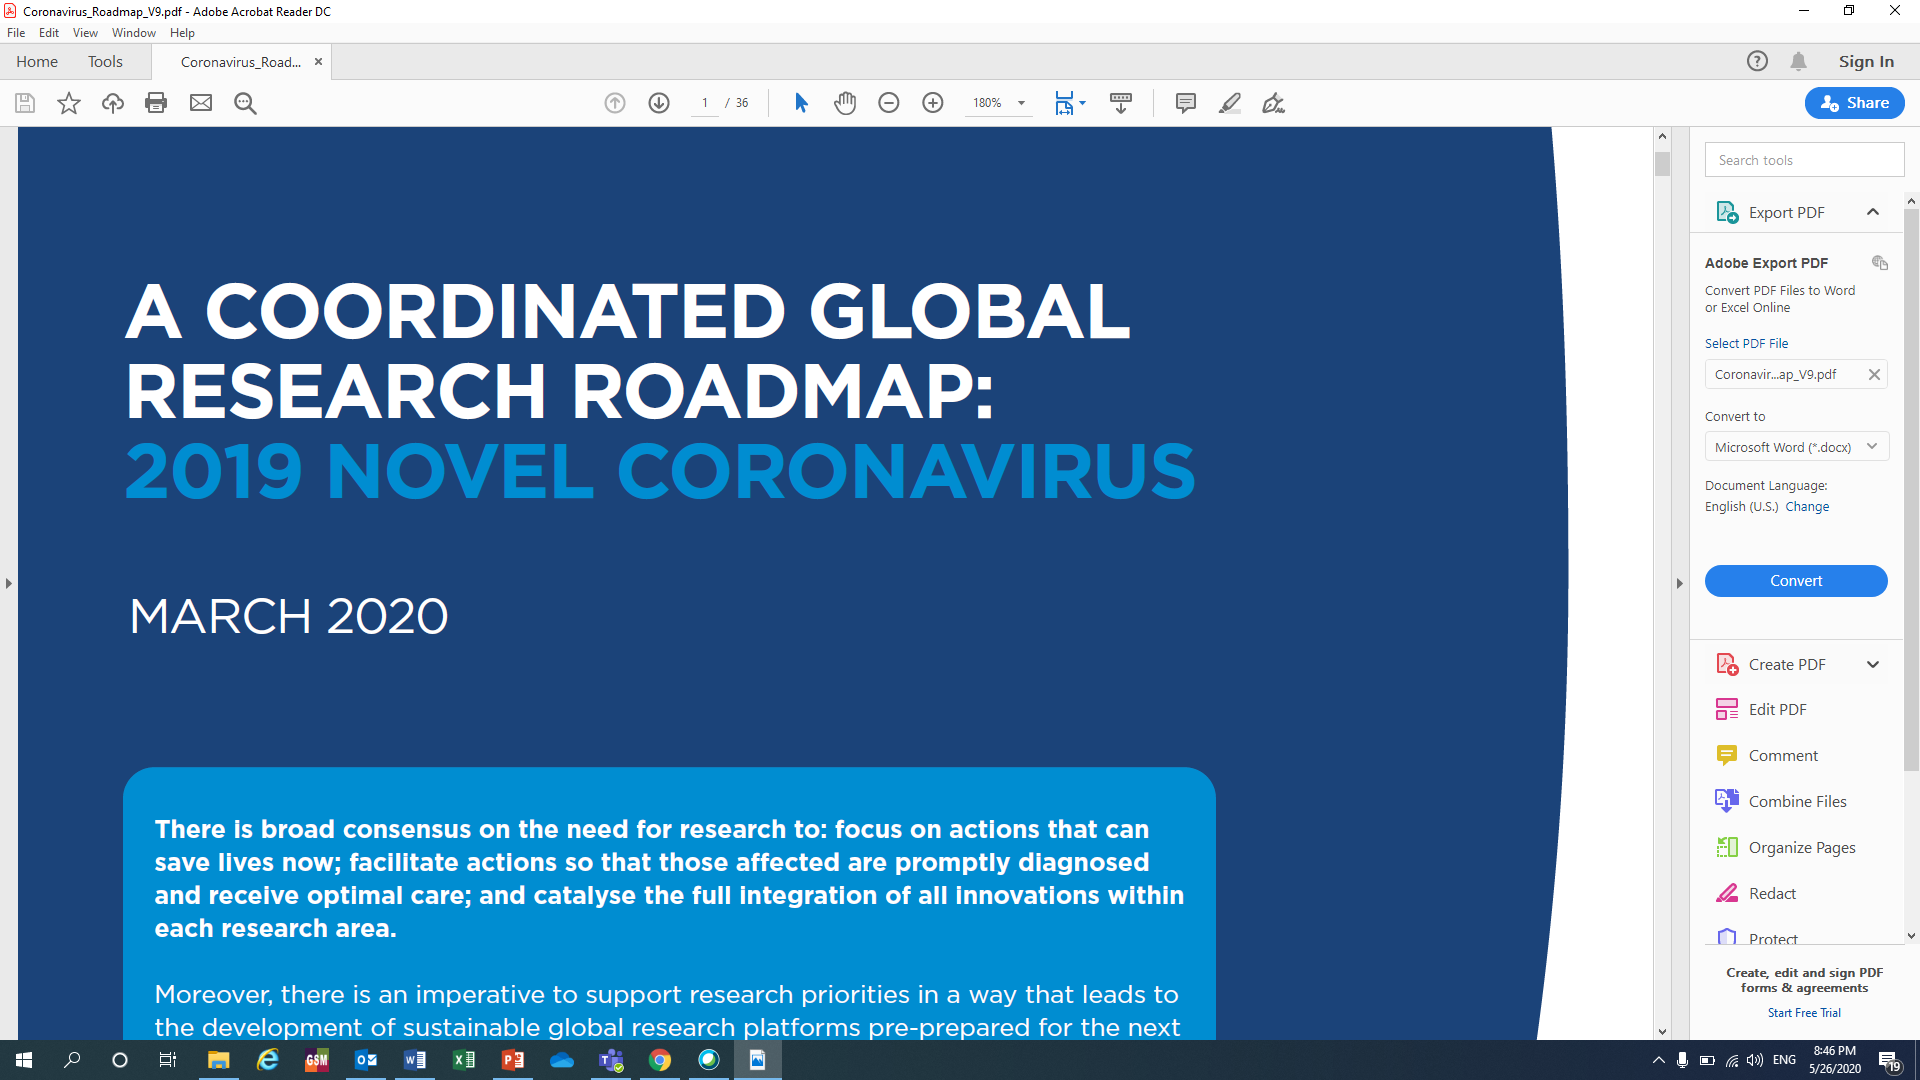 Coronavirus_Roadmap_V9.pdf - Adobe Acrobat Reader DC
File Edit View Window Help
Home Tools Coronavirus_Road... Sign In
1 / 36 180% Share
A COORDINATED GLOBAL
RESEARCH ROADMAP:
2019 NOVEL CORONAVIRUS
MARCH 2020
There is broad consensus on the need for research to: focus on actions that can
save lives now; facilitate actions so that those affected are promptly diagnosed
and receive optimal care; and catalyse the full integration of all innovations within
each research area.
Moreover, there is an imperative to support research priorities in a way that leads to
the development of sustainable global research platforms pre-prepared for the next
Search tools
Export PDF
Adobe Export PDF
Convert PDF Files to Word
or Excel Online
Select PDF File
Coronavir...ap_V9.pdf
Convert to
Microsoft Word (*.docx)
Document Language:
English (U.S.) Change
Convert
Create PDF
Edit PDF
Comment
Combine Files
Organize Pages
Redact
Protect
Create, edit and sign PDF
forms & agreements
Start Free Trial
GSM
ENG
8:46 PM
5/26/2020
19